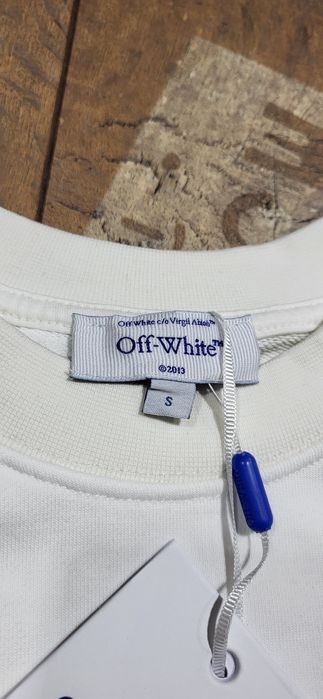 Off-White c/o Virgil Abloh™
Off-White™
©2013
S